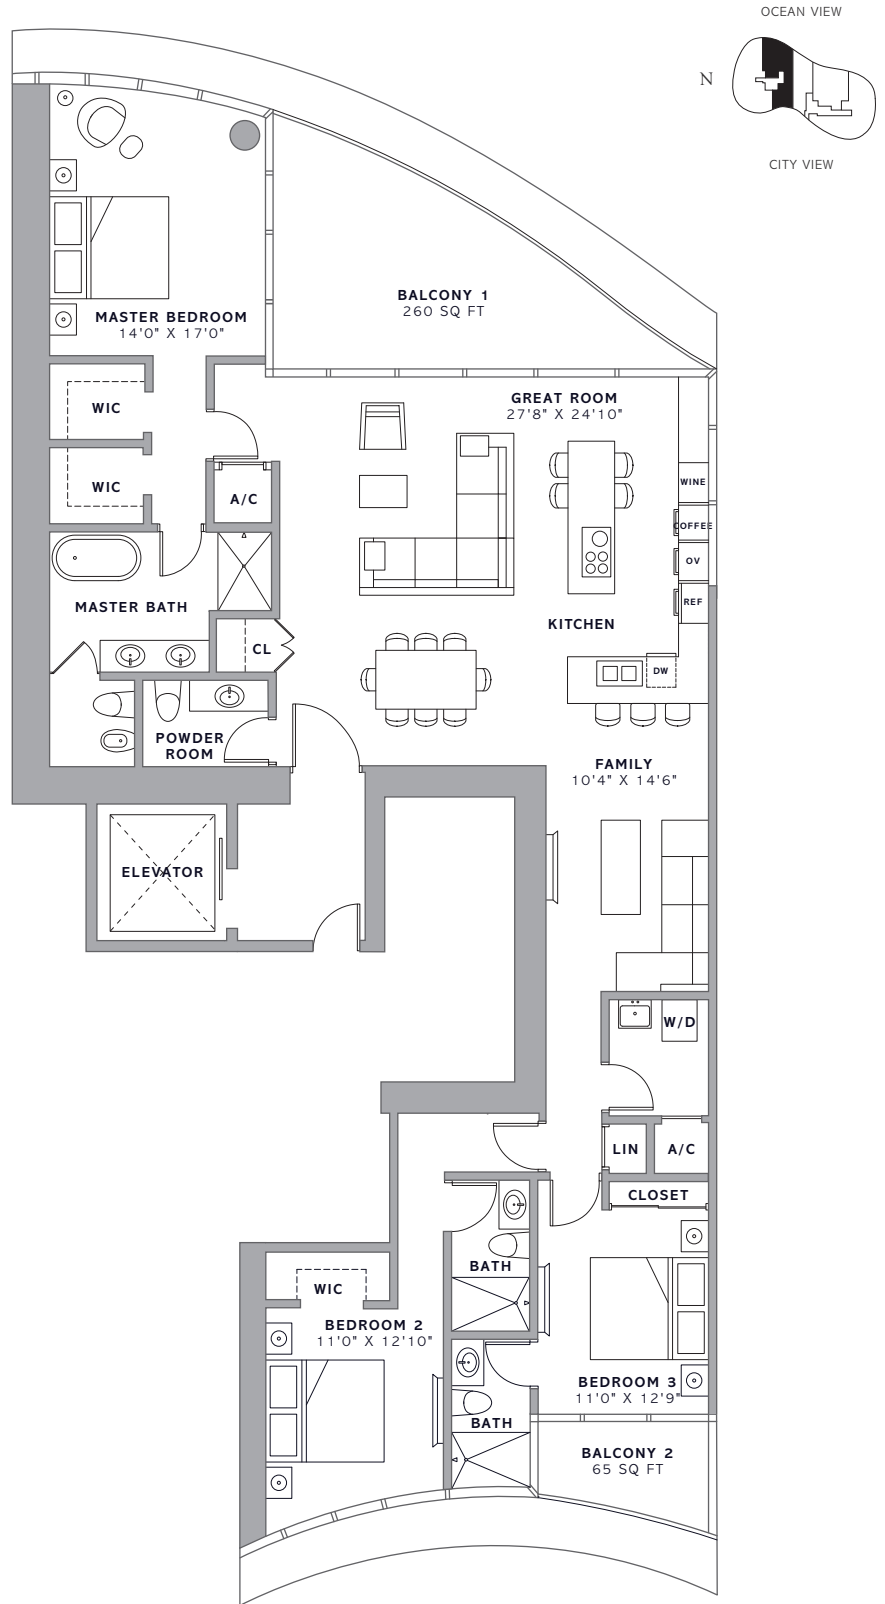 OCEAN VIEW
N
CITY VIEW
BALCONY 1
260 SQ FT
MASTER BEDROOM
14'0" X 17'0"
GREAT ROOM
27'8" X 24'10"
WIC
WIC
A/C
WINE
COFFEE
OV
REF
MASTER BATH
KITCHEN
CL
DW
POWDER
ROOM
FAMILY
10'4" X 14'6"
ELEVATOR
W/D
LIN
A/C
CLOSET
BATH
WIC
BEDROOM 2
11'0" X 12'10"
BEDROOM 3
11'0" X 12'9"
BATH
BALCONY 2
65 SQ FT